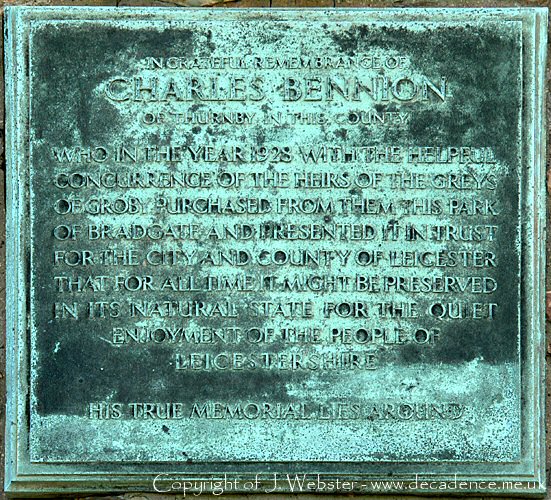 IN GRATEFUL REMEMBRANCE OF
CHARLES BENNION
OF THURNBY IN THIS COUNTY
WHO IN THE YEAR 1928 WITH THE HELPFUL
CONCURRENCE OF THE HEIRS OF THE GREYS
OF GROBY PURCHASED FROM THEM THIS PARK
OF BRADGATE AND PRESENTED IT IN TRUST
FOR THE CITY AND COUNTY OF LEICESTER
THAT FOR ALL TIME IT MIGHT BE PRESERVED
IN ITS NATURAL STATE FOR THE QUIET
ENJOYMENT OF THE PEOPLE OF
LEICESTERSHIRE
HIS TRUE MEMORIAL LIES AROUND
Copyright of J. Webster - www.decadence.me.uk